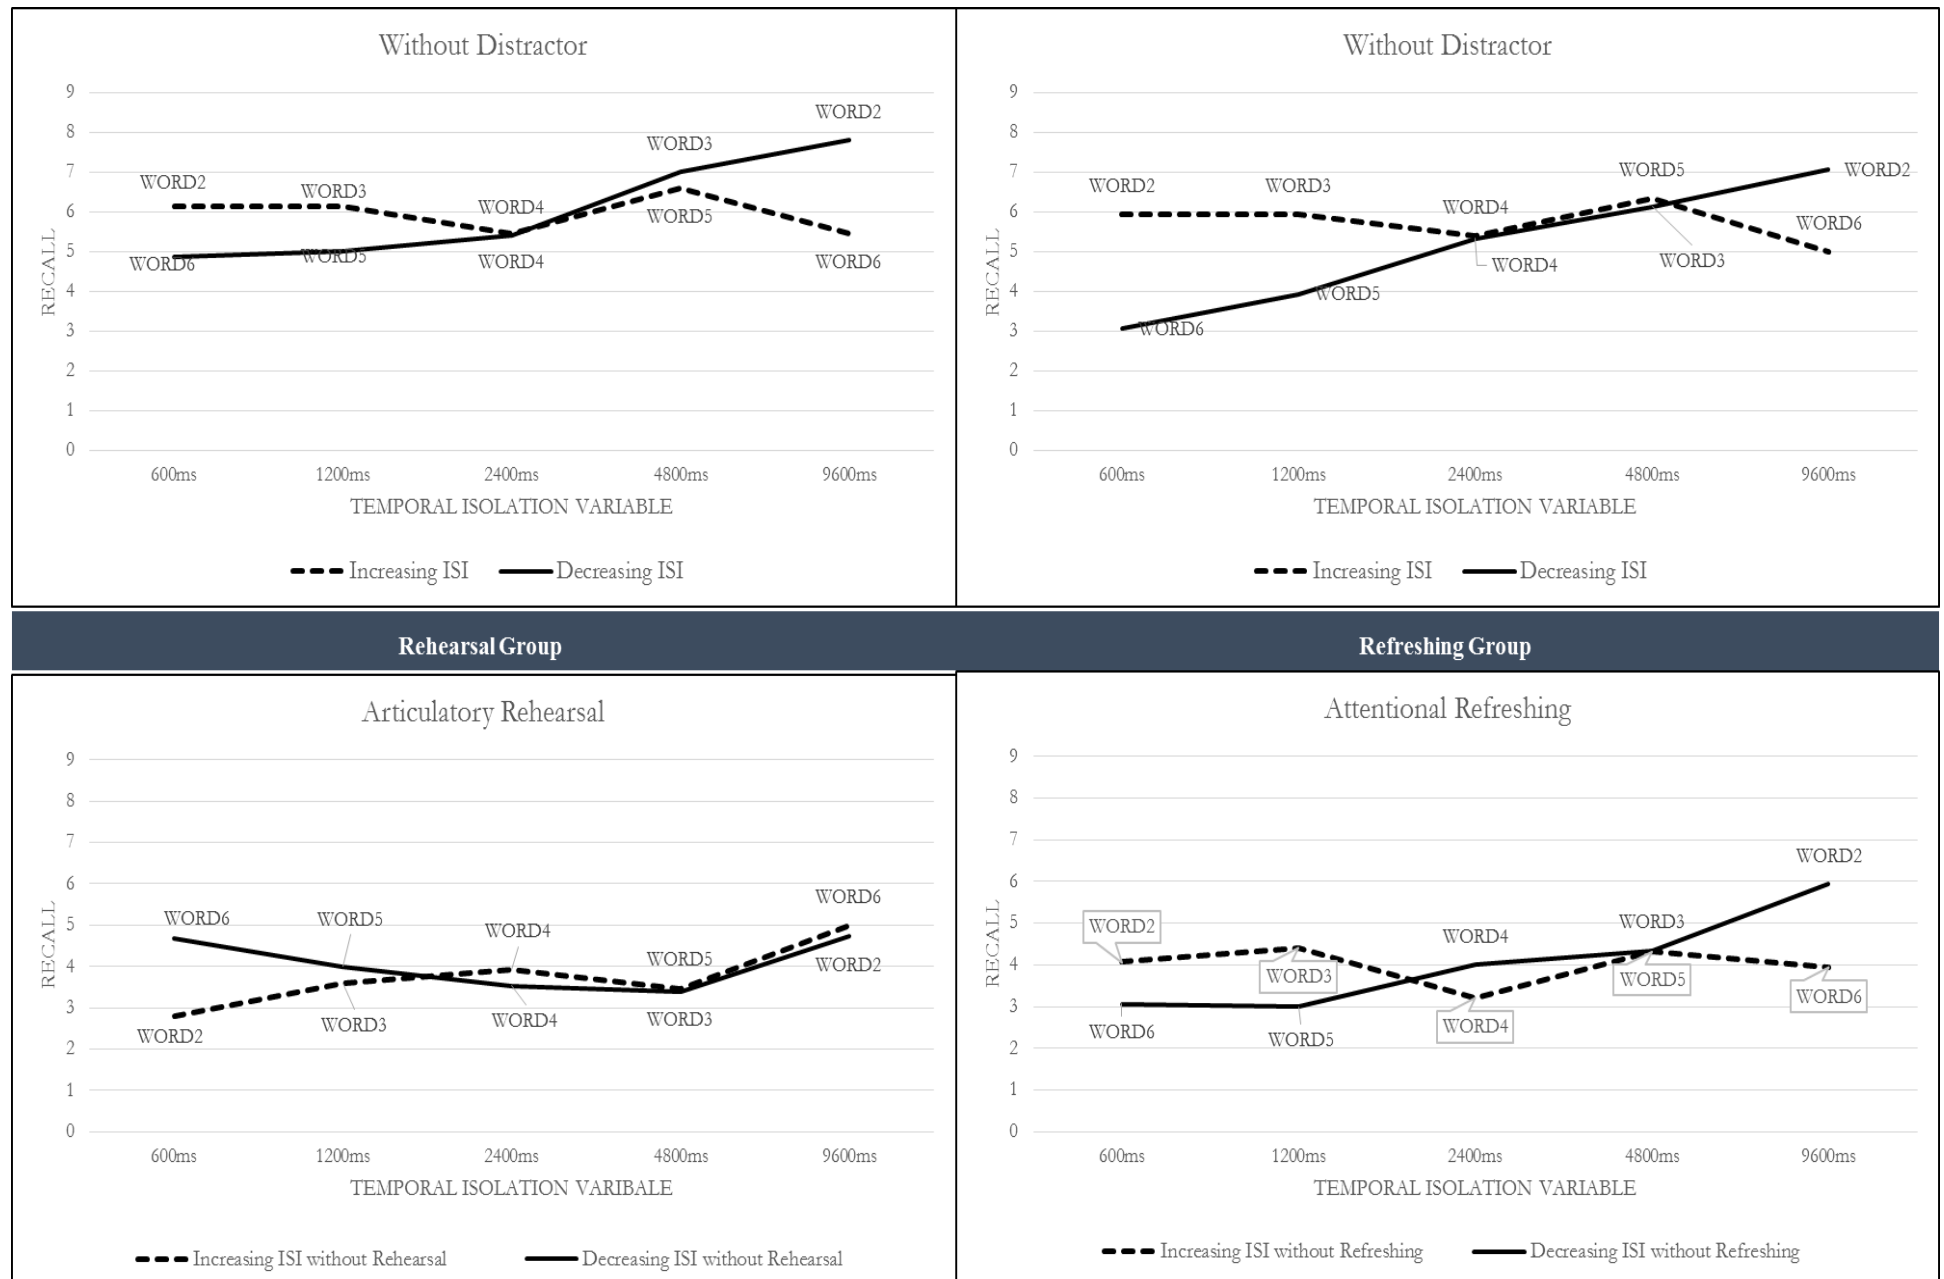 Without Distractor
9
8
7
6
5
4
3
2
1
0
RECALL
WORD2
WORD3
WORD4
WORD3
WORD2
WORD6
WORD5
WORD4
WORD5
WORD6
600ms 1200ms 2400ms 4800ms 9600ms
TEMPORAL ISOLATION VARIABLE
Increasing ISI Decreasing ISI
Without Distractor
9
8
7
6
5
4
3
2
1
0
RECALL
WORD2
WORD3
WORD4
WORD5
WORD2
WORD6
WORD6
WORD5
WORD4
WORD3
600ms 1200ms 2400ms 4800ms 9600ms
TEMPORAL ISOLATION VARIABLE
Increasing ISI Decreasing ISI
Rehearsal Group
Refreshing Group
Articulatory Rehearsal
9
8
7
6
5
4
3
2
1
0
RECALL
WORD6
WORD5
WORD4
WORD5
WORD6
WORD2
WORD3
WORD4
WORD3
WORD2
600ms 1200ms 2400ms 4800ms 9600ms
TEMPORAL ISOLATION VARIBALE
Increasing ISI without Rehearsal Decreasing ISI without Rehearsal
Attentional Refreshing
9
8
7
6
5
4
3
2
1
0
RECALL
WORD2
WORD3
WORD4
WORD3
WORD2
WORD6
WORD5
WORD4
WORD5
WORD6
600ms 1200ms 2400ms 4800ms 9600ms
TEMPORAL ISOLATION VARIABLE
Increasing ISI without Refreshing Decreasing ISI without Refreshing